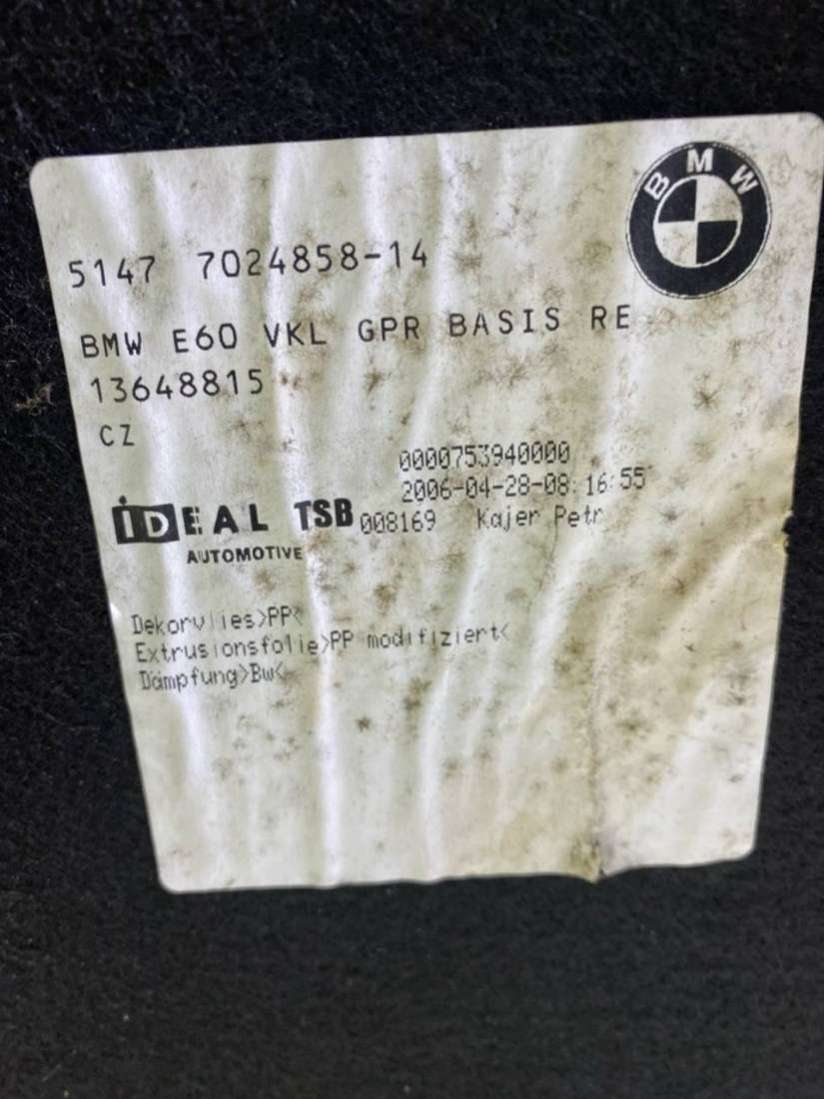 BMW
5147 7024858-14
BMW E60 VKL GPR BASIS RE
13648815
CZ
0000753940000
2006-04-28-08:16:55
iDEAL TSB
008169 Kajer Petr
AUTOMOTIVE
Dekorvlies>PP<
Extrusionsfolie>PP modifiziert<
Dämpfung>Bw<